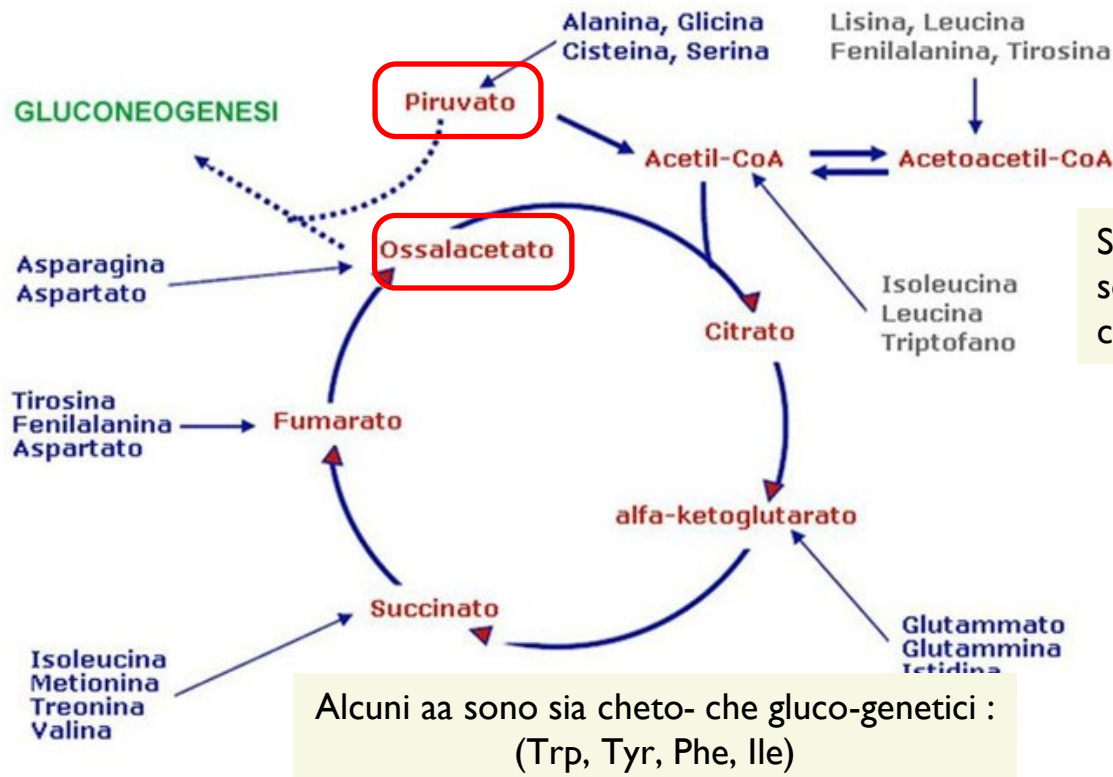 Alanina, Glicina
Cisteina, Serina
Lisina, Leucina
Fenilalanina, Tirosina
Piruvato
GLUCONEOGENESI
Acetil-CoA
Acetoacetil-CoA
Ossalacetato
Asparagina
Aspartato
Isoleucina
Leucina
Triptofano
Citrato
Tirosina
Fenilalanina
Aspartato
Fumarato
alfa-ketoglutarato
Succinato
Glutammato
Glutammina
Istidina
Isoleucina
Metionina
Treonina
Valina
Alcuni aa sono sia cheto- che gluco-genetici :
(Trp, Tyr, Phe, Ile)